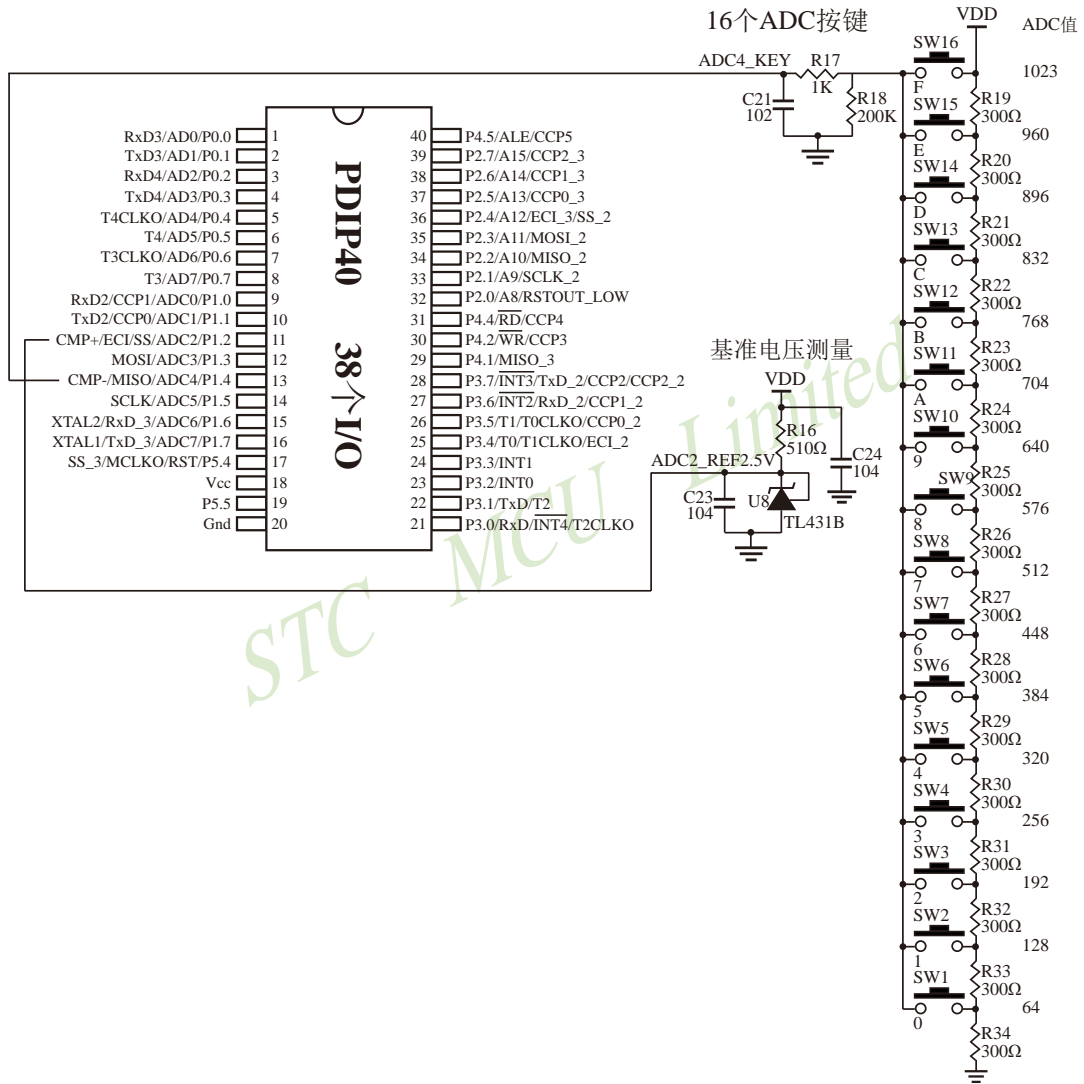 16个ADC按键
VDD
ADC值
ADC4_KEY
R17
1K
C21
102
R18
200K
SW16
F
1023
R19
300Ω
SW15
E
960
R20
300Ω
SW14
D
896
R21
300Ω
SW13
C
832
R22
300Ω
SW12
B
768
R23
300Ω
SW11
A
704
R24
300Ω
SW10
9
640
R25
300Ω
SW9
8
576
R26
300Ω
SW8
7
512
R27
300Ω
SW7
6
448
R28
300Ω
SW6
5
384
R29
300Ω
SW5
4
320
R30
300Ω
SW4
3
256
R31
300Ω
SW3
2
192
R32
300Ω
SW2
1
128
R33
300Ω
SW1
0
64
R34
300Ω
PDIP40 38个I/O
RxD3/AD0/P0.0 1
TxD3/AD1/P0.1 2
RxD4/AD2/P0.2 3
TxD4/AD3/P0.3 4
T4CLKO/AD4/P0.4 5
T4/AD5/P0.5 6
T3CLKO/AD6/P0.6 7
T3/AD7/P0.7 8
RxD2/CCP1/ADC0/P1.0 9
TxD2/CCP0/ADC1/P1.1 10
CMP+/ECI/SS/ADC2/P1.2 11
MOSI/ADC3/P1.3 12
CMP-/MISO/ADC4/P1.4 13
SCLK/ADC5/P1.5 14
XTAL2/RxD_3/ADC6/P1.6 15
XTAL1/TxD_3/ADC7/P1.7 16
SS_3/MCLKO/RST/P5.4 17
Vcc 18
P5.5 19
Gnd 20
40 P4.5/ALE/CCP5
39 P2.7/A15/CCP2_3
38 P2.6/A14/CCP1_3
37 P2.5/A13/CCP0_3
36 P2.4/A12/ECI_3/SS_2
35 P2.3/A11/MOSI_2
34 P2.2/A10/MISO_2
33 P2.1/A9/SCLK_2
32 P2.0/A8/RSTOUT_LOW
31 P4.4/RD/CCP4
30 P4.2/WR/CCP3
29 P4.1/MISO_3
28 P3.7/INT3/TxD_2/CCP2/CCP2_2
27 P3.6/INT2/RxD_2/CCP1_2
26 P3.5/T1/T0CLKO/CCP0_2
25 P3.4/T0/T1CLKO/ECI_2
24 P3.3/INT1
23 P3.2/INT0
22 P3.1/TxD/T2
21 P3.0/RxD/INT4/T2CLKO
基准电压测量
VDD
R16
510Ω
ADC2_REF2.5V
C24
104
C23
104
U8
TL431B
STC MCU Limited